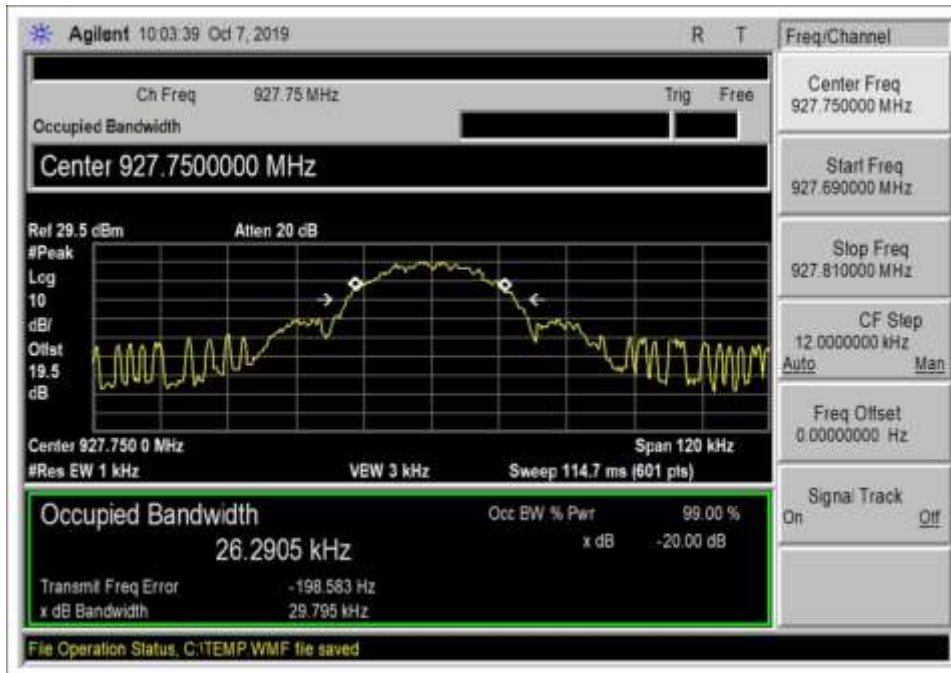 Agilent 10:03:39 Oct 7, 2019 R T
Freq/Channel
Ch Freq 927.75 MHz Trig Free
Occupied Bandwidth
Center 927.7500000 MHz
Ref 29.5 dBm Atten 20 dB
#Peak
Log
10
dB/
Offst
19.5
dB
Center 927.750 0 MHz Span 120 kHz
#Res BW 1 kHz VBW 3 kHz Sweep 114.7 ms (601 pts)
Occupied Bandwidth Occ BW % Pwr 99.00 %
26.2905 kHz x dB -20.00 dB
Transmit Freq Error -198.583 Hz
x dB Bandwidth 29.795 kHz
File Operation Status, C:\TEMP.WMF file saved
Center Freq
927.750000 MHz
Start Freq
927.690000 MHz
Stop Freq
927.810000 MHz
CF Step
12.0000000 kHz
Auto Man
Freq Offset
0.00000000 Hz
Signal Track
On Off